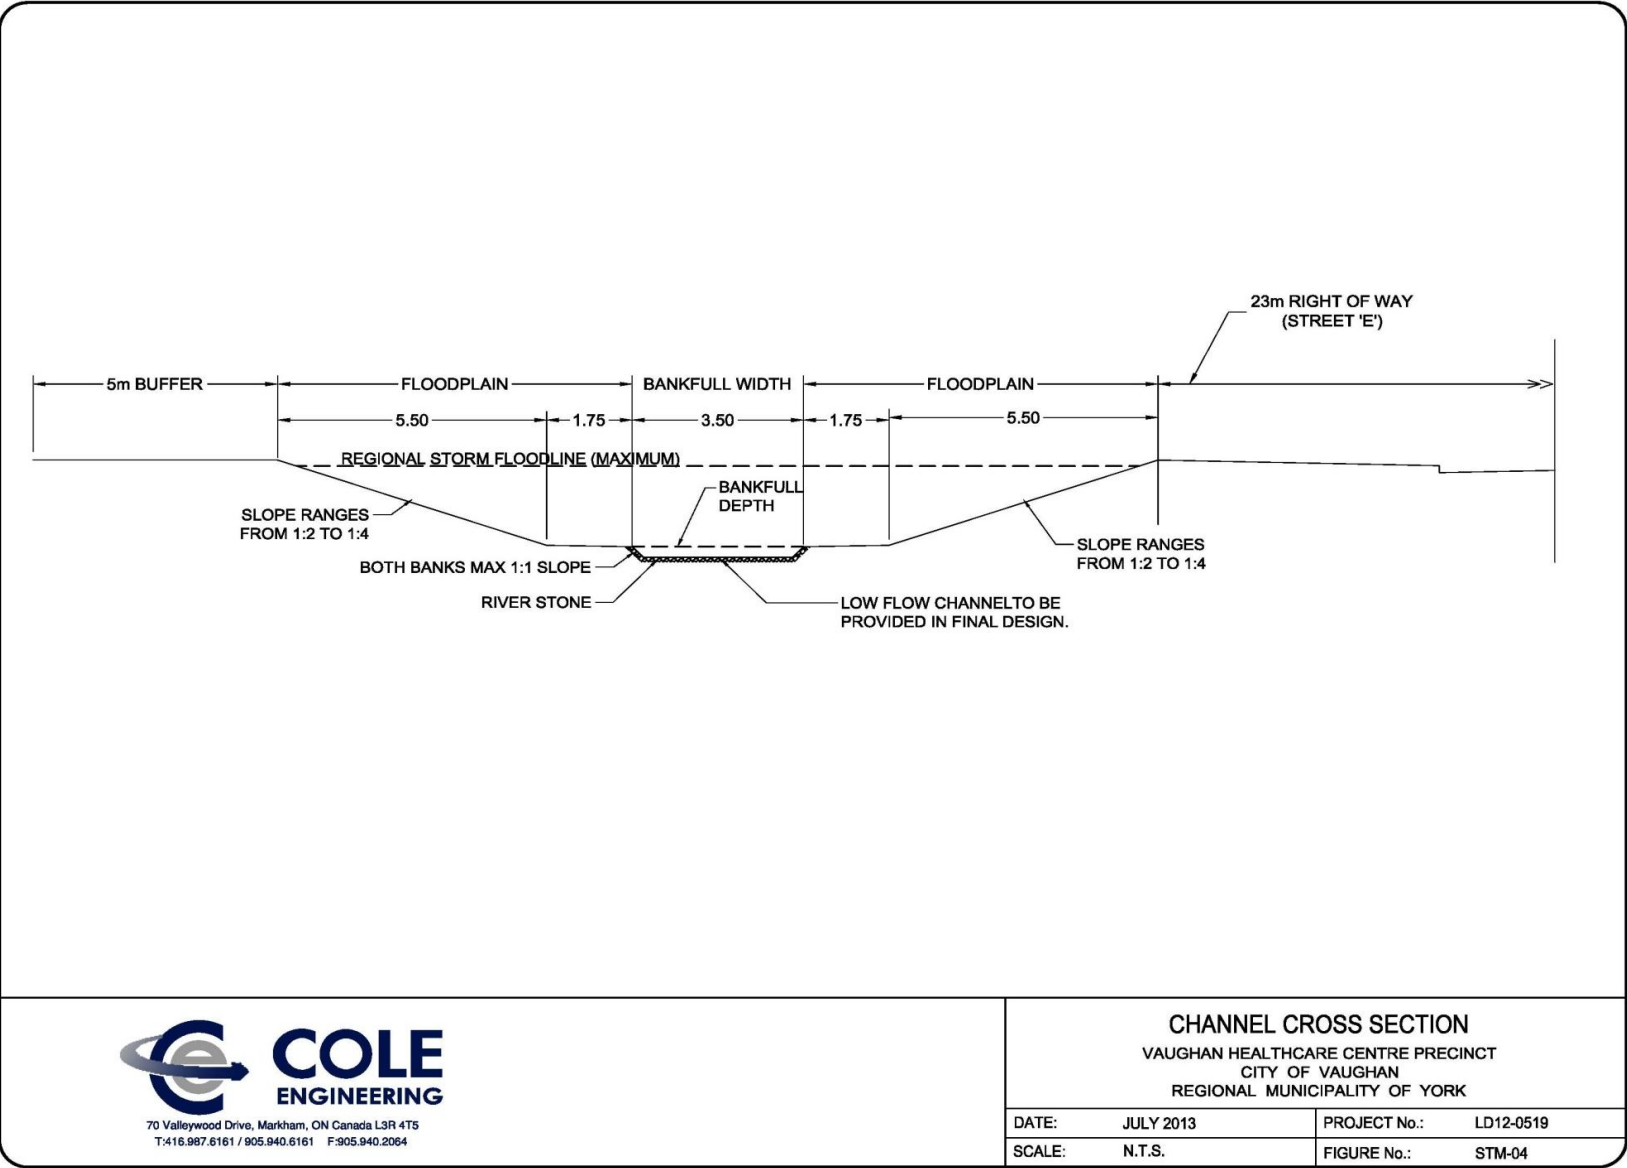 23m RIGHT OF WAY
(STREET 'E')
5m BUFFER
FLOODPLAIN
BANKFULL WIDTH
FLOODPLAIN
5.50
1.75
3.50
1.75
5.50
REGIONAL STORM FLOODLINE (MAXIMUM)
BANKFULL
DEPTH
SLOPE RANGES
FROM 1:2 TO 1:4
SLOPE RANGES
FROM 1:2 TO 1:4
BOTH BANKS MAX 1:1 SLOPE
RIVER STONE
LOW FLOW CHANNELTO BE
PROVIDED IN FINAL DESIGN.
COLE
ENGINEERING
70 Valleywood Drive, Markham, ON Canada L3R 4T5
T:416.987.6161 / 905.940.6161 F:905.940.2064
CHANNEL CROSS SECTION
VAUGHAN HEALTHCARE CENTRE PRECINCT
CITY OF VAUGHAN
REGIONAL MUNICIPALITY OF YORK
DATE: JULY 2013 PROJECT No.: LD12-0519
SCALE: N.T.S. FIGURE No.: STM-04